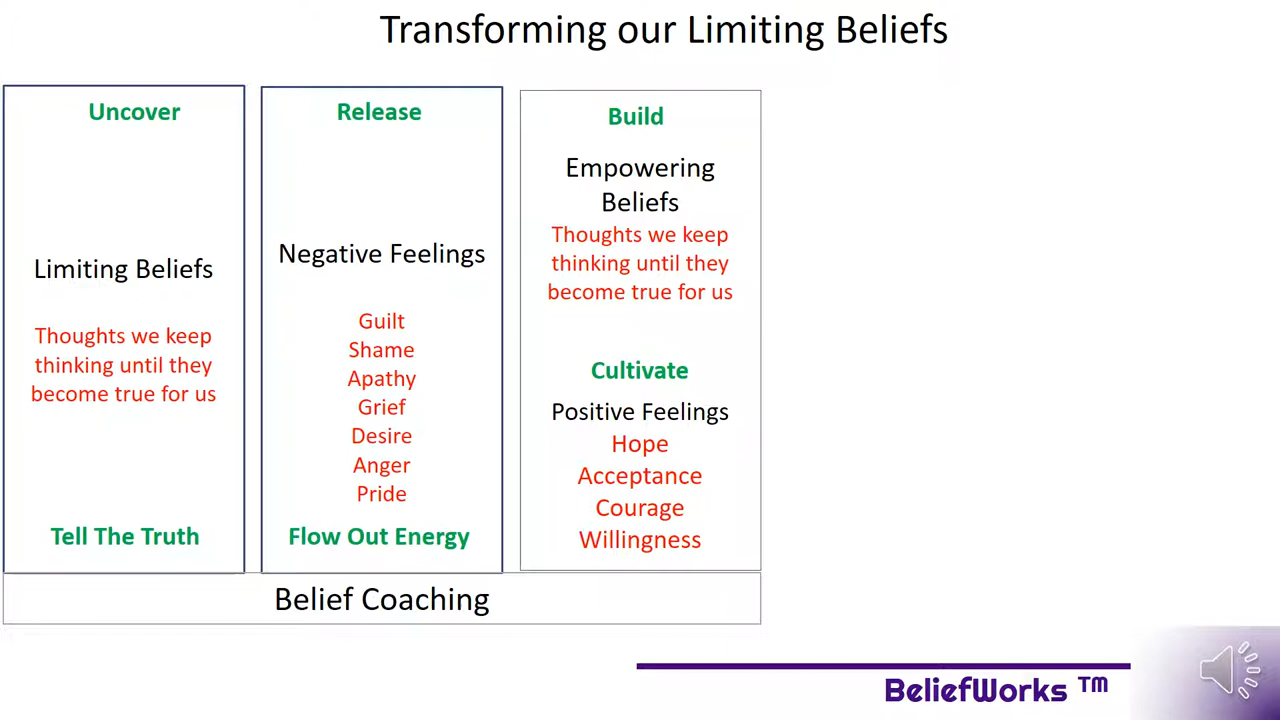 Transforming our Limiting Beliefs
Uncover
Limiting Beliefs
Thoughts we keep
thinking until they
become true for us
Tell The Truth
Release
Negative Feelings
Guilt
Shame
Apathy
Grief
Desire
Anger
Pride
Flow Out Energy
Build
Empowering
Beliefs
Thoughts we keep
thinking until they
become true for us
Cultivate
Positive Feelings
Hope
Acceptance
Courage
Willingness
Belief Coaching
BeliefWorks ™